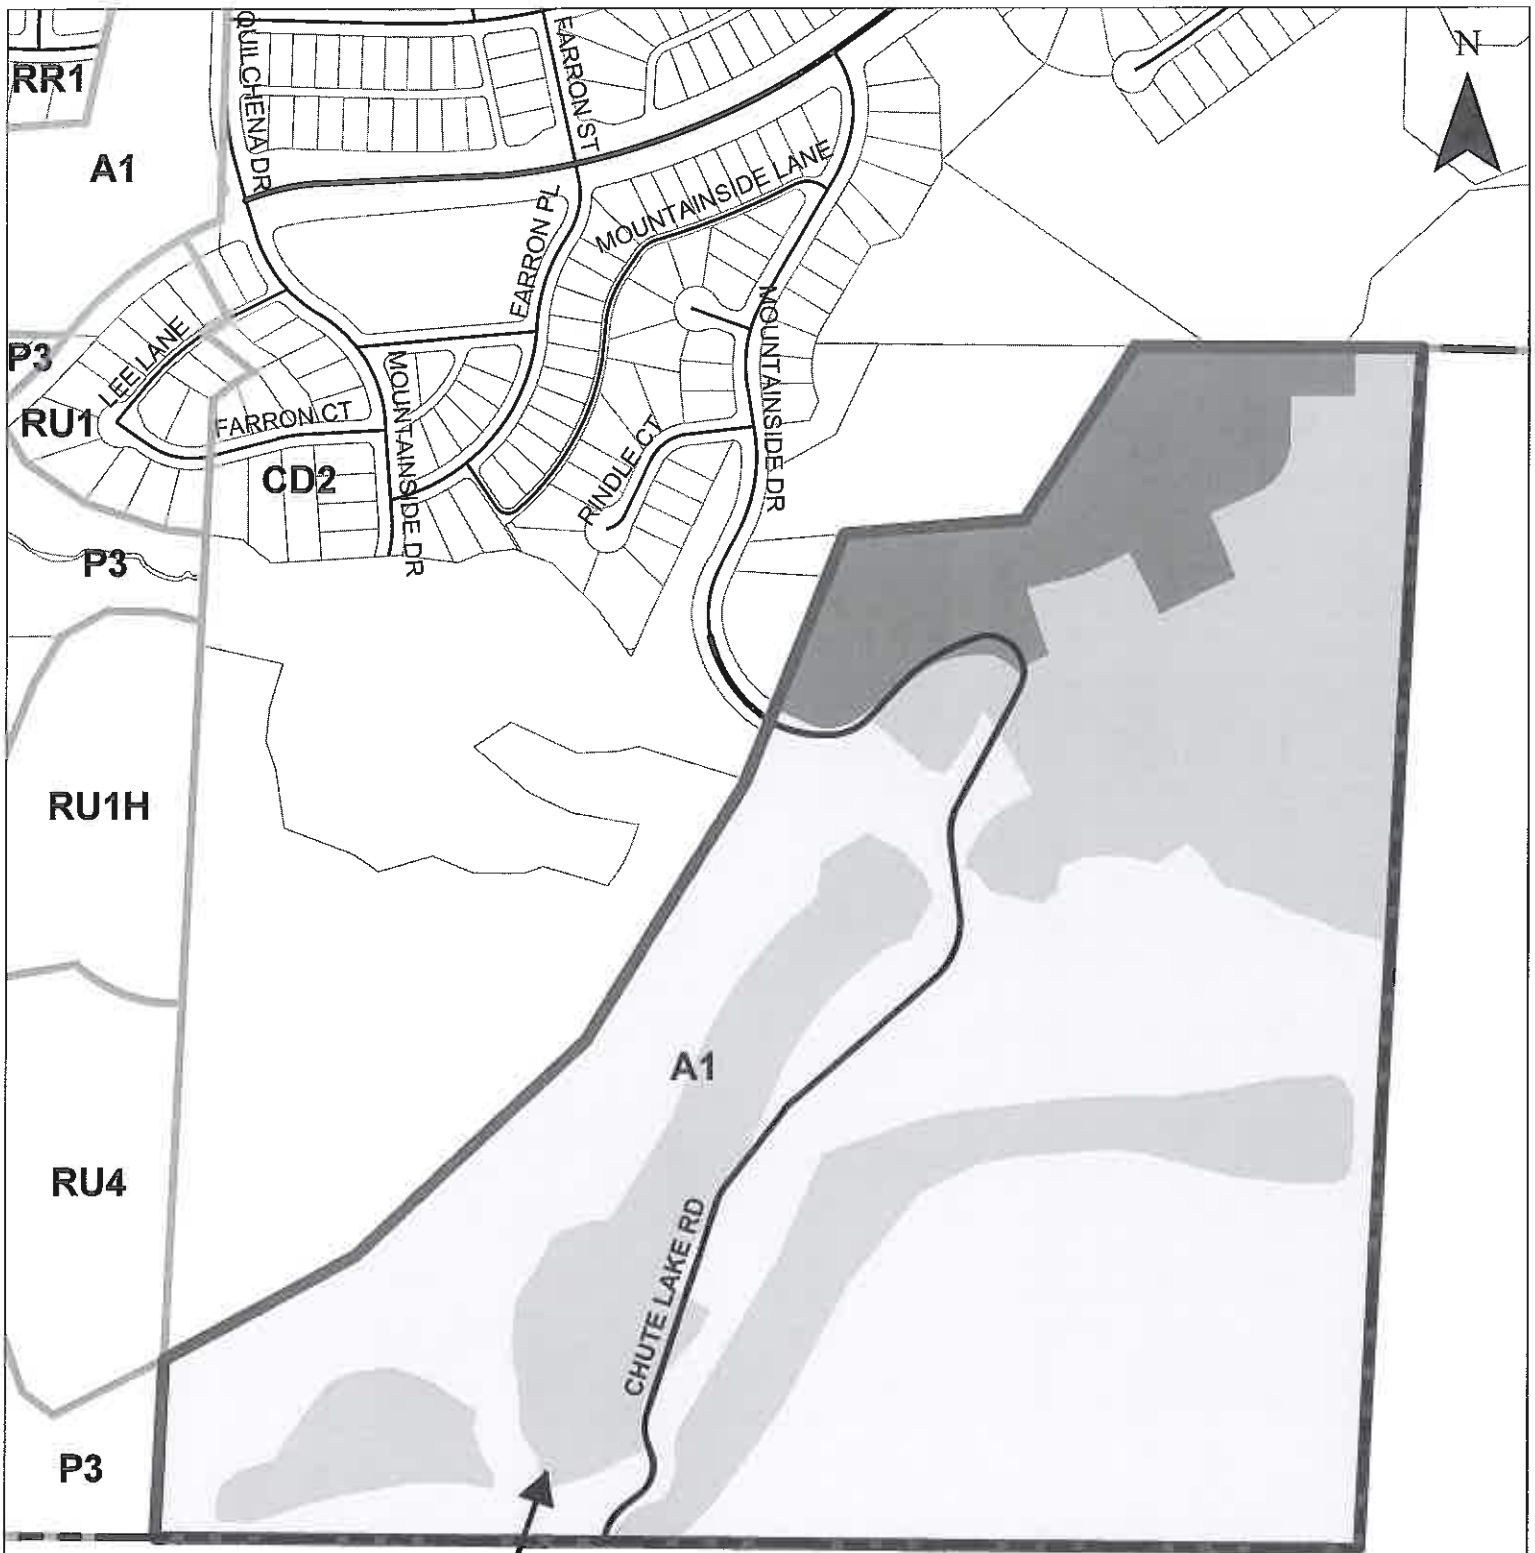 N
RR1
A1
QUILCHENA DR
FARRON ST
MOUNTAINSIDE LANE
FARRON PL
MOUNTAINSIDE DR
P3
LEE LANE
RU1
FARRON CT
MOUNTAINSIDE DR
RINDLE CT
CD2
P3
RU1H
A1
RU4
CHUTE LAKE RD
P3